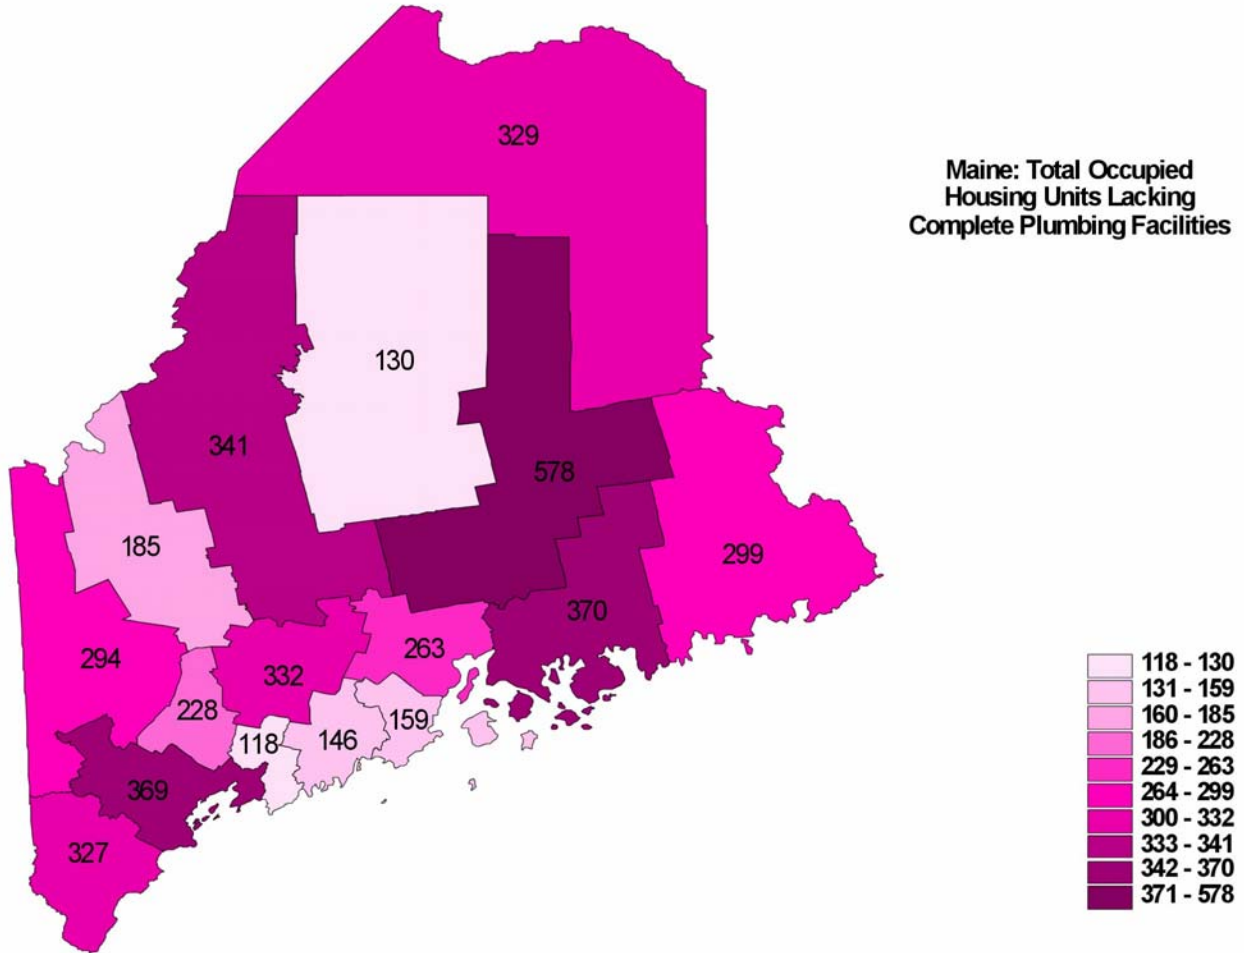 Maine: Total Occupied
Housing Units Lacking
Complete Plumbing Facilities
329
130
341
578
185
299
370
294
263
332
228
159
118
146
369
327
118 - 130
131 - 159
160 - 185
186 - 228
229 - 263
264 - 299
300 - 332
333 - 341
342 - 370
371 - 578